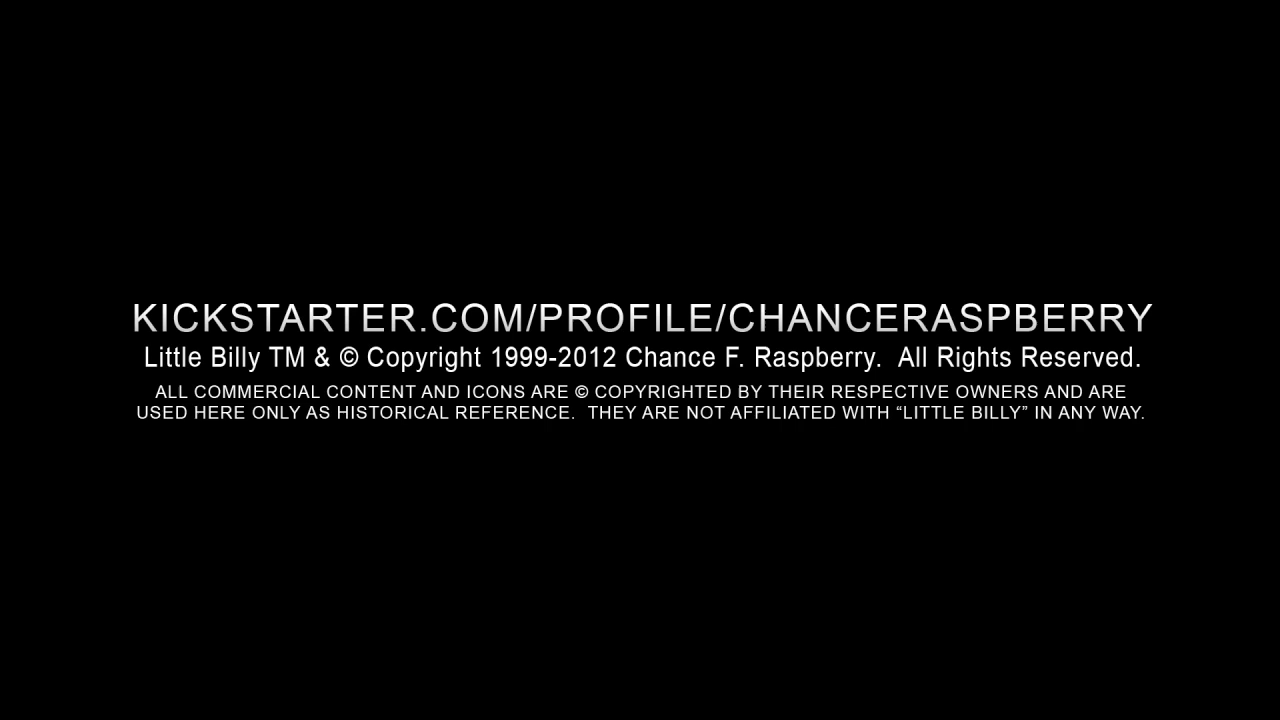 KICKSTARTER.COM/PROFILE/CHANCERASPBERRY
Little Billy TM & © Copyright 1999-2012 Chance F. Raspberry.  All Rights Reserved.
ALL COMMERCIAL CONTENT AND ICONS ARE © COPYRIGHTED BY THEIR RESPECTIVE OWNERS AND ARE
USED HERE ONLY AS HISTORICAL REFERENCE.  THEY ARE NOT AFFILIATED WITH “LITTLE BILLY” IN ANY WAY.